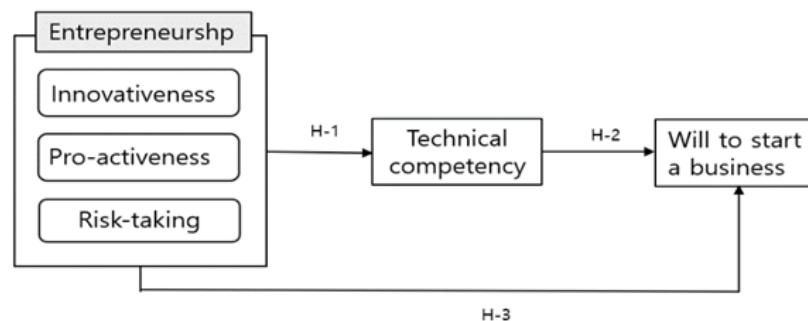 Entrepreneurshp
Innovativeness
Pro-activeness
Risk-taking
H-1
Technical
competency
H-2
Will to start
a business
H-3